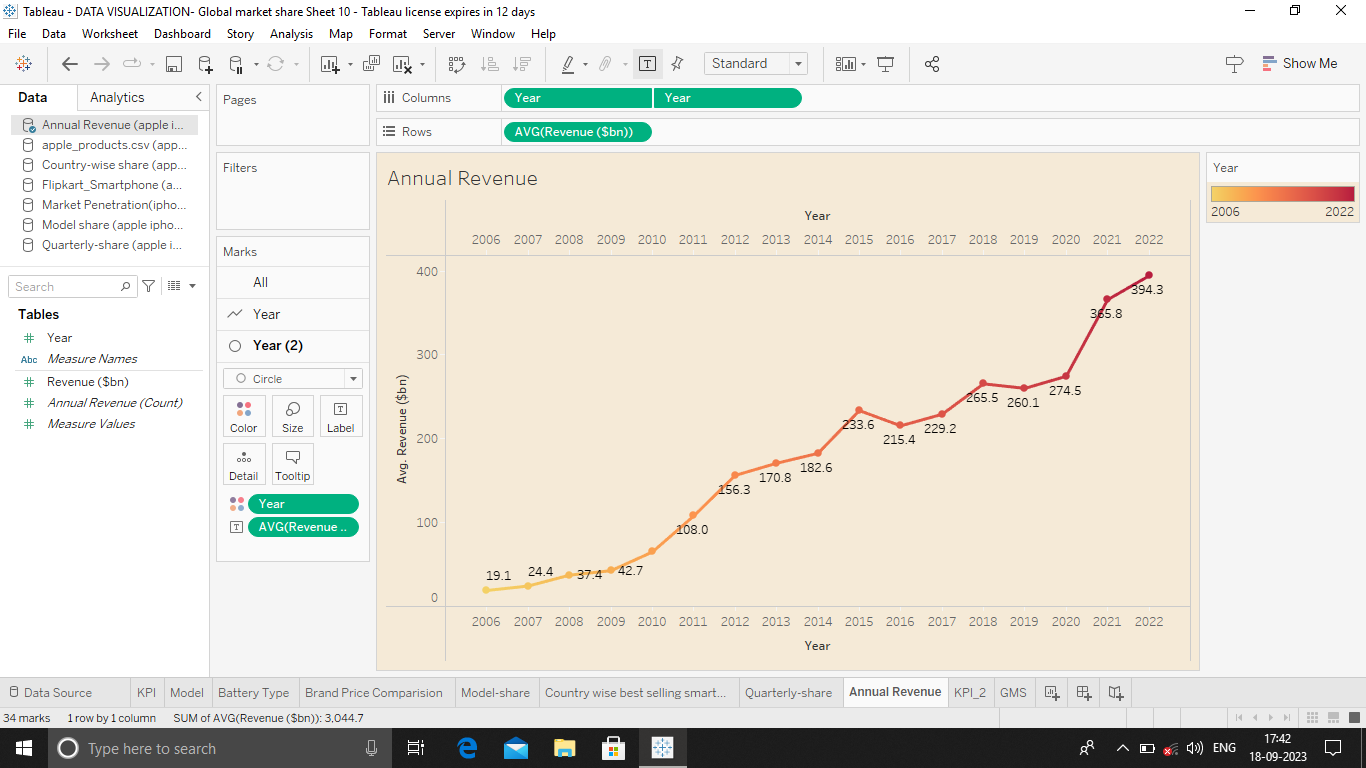 Tableau - DATA VISUALIZATION- Global market share Sheet 10 - Tableau license expires in 12 days
File Data Worksheet Dashboard Story Analysis Map Format Server Window Help
Standard
Show Me
Data Analytics
Annual Revenue (apple i...
apple_products.csv (app...
Country-wise share (app...
Flipkart_Smartphone (a...
Market Penetration(ipho...
Model share (apple ipho...
Quarterly-share (apple i...
Search
Tables
Year
Abc Measure Names
Revenue ($bn)
Annual Revenue (Count)
Measure Values
Pages
Filters
Marks
All
Year
Year (2)
Circle
Color Size Label
Detail Tooltip
Year
AVG(Revenue ..
Columns Year Year
Rows AVG(Revenue ($bn))
Annual Revenue
Year
2006 2007 2008 2009 2010 2011 2012 2013 2014 2015 2016 2017 2018 2019 2020 2021 2022
Avg. Revenue ($bn)
400
300
200
100
0
19.1
24.4
37.4
42.7
108.0
156.3
170.8
182.6
233.6
215.4
229.2
265.5
260.1
274.5
365.8
394.3
2006 2007 2008 2009 2010 2011 2012 2013 2014 2015 2016 2017 2018 2019 2020 2021 2022
Year
Year
2006 2022
Data Source KPI Model Battery Type Brand Price Comparision Model-share Country wise best selling smart... Quarterly-share Annual Revenue KPI_2 GMS
34 marks 1 row by 1 column SUM of AVG(Revenue ($bn)): 3,044.7
Type here to search
ENG
17:42
18-09-2023